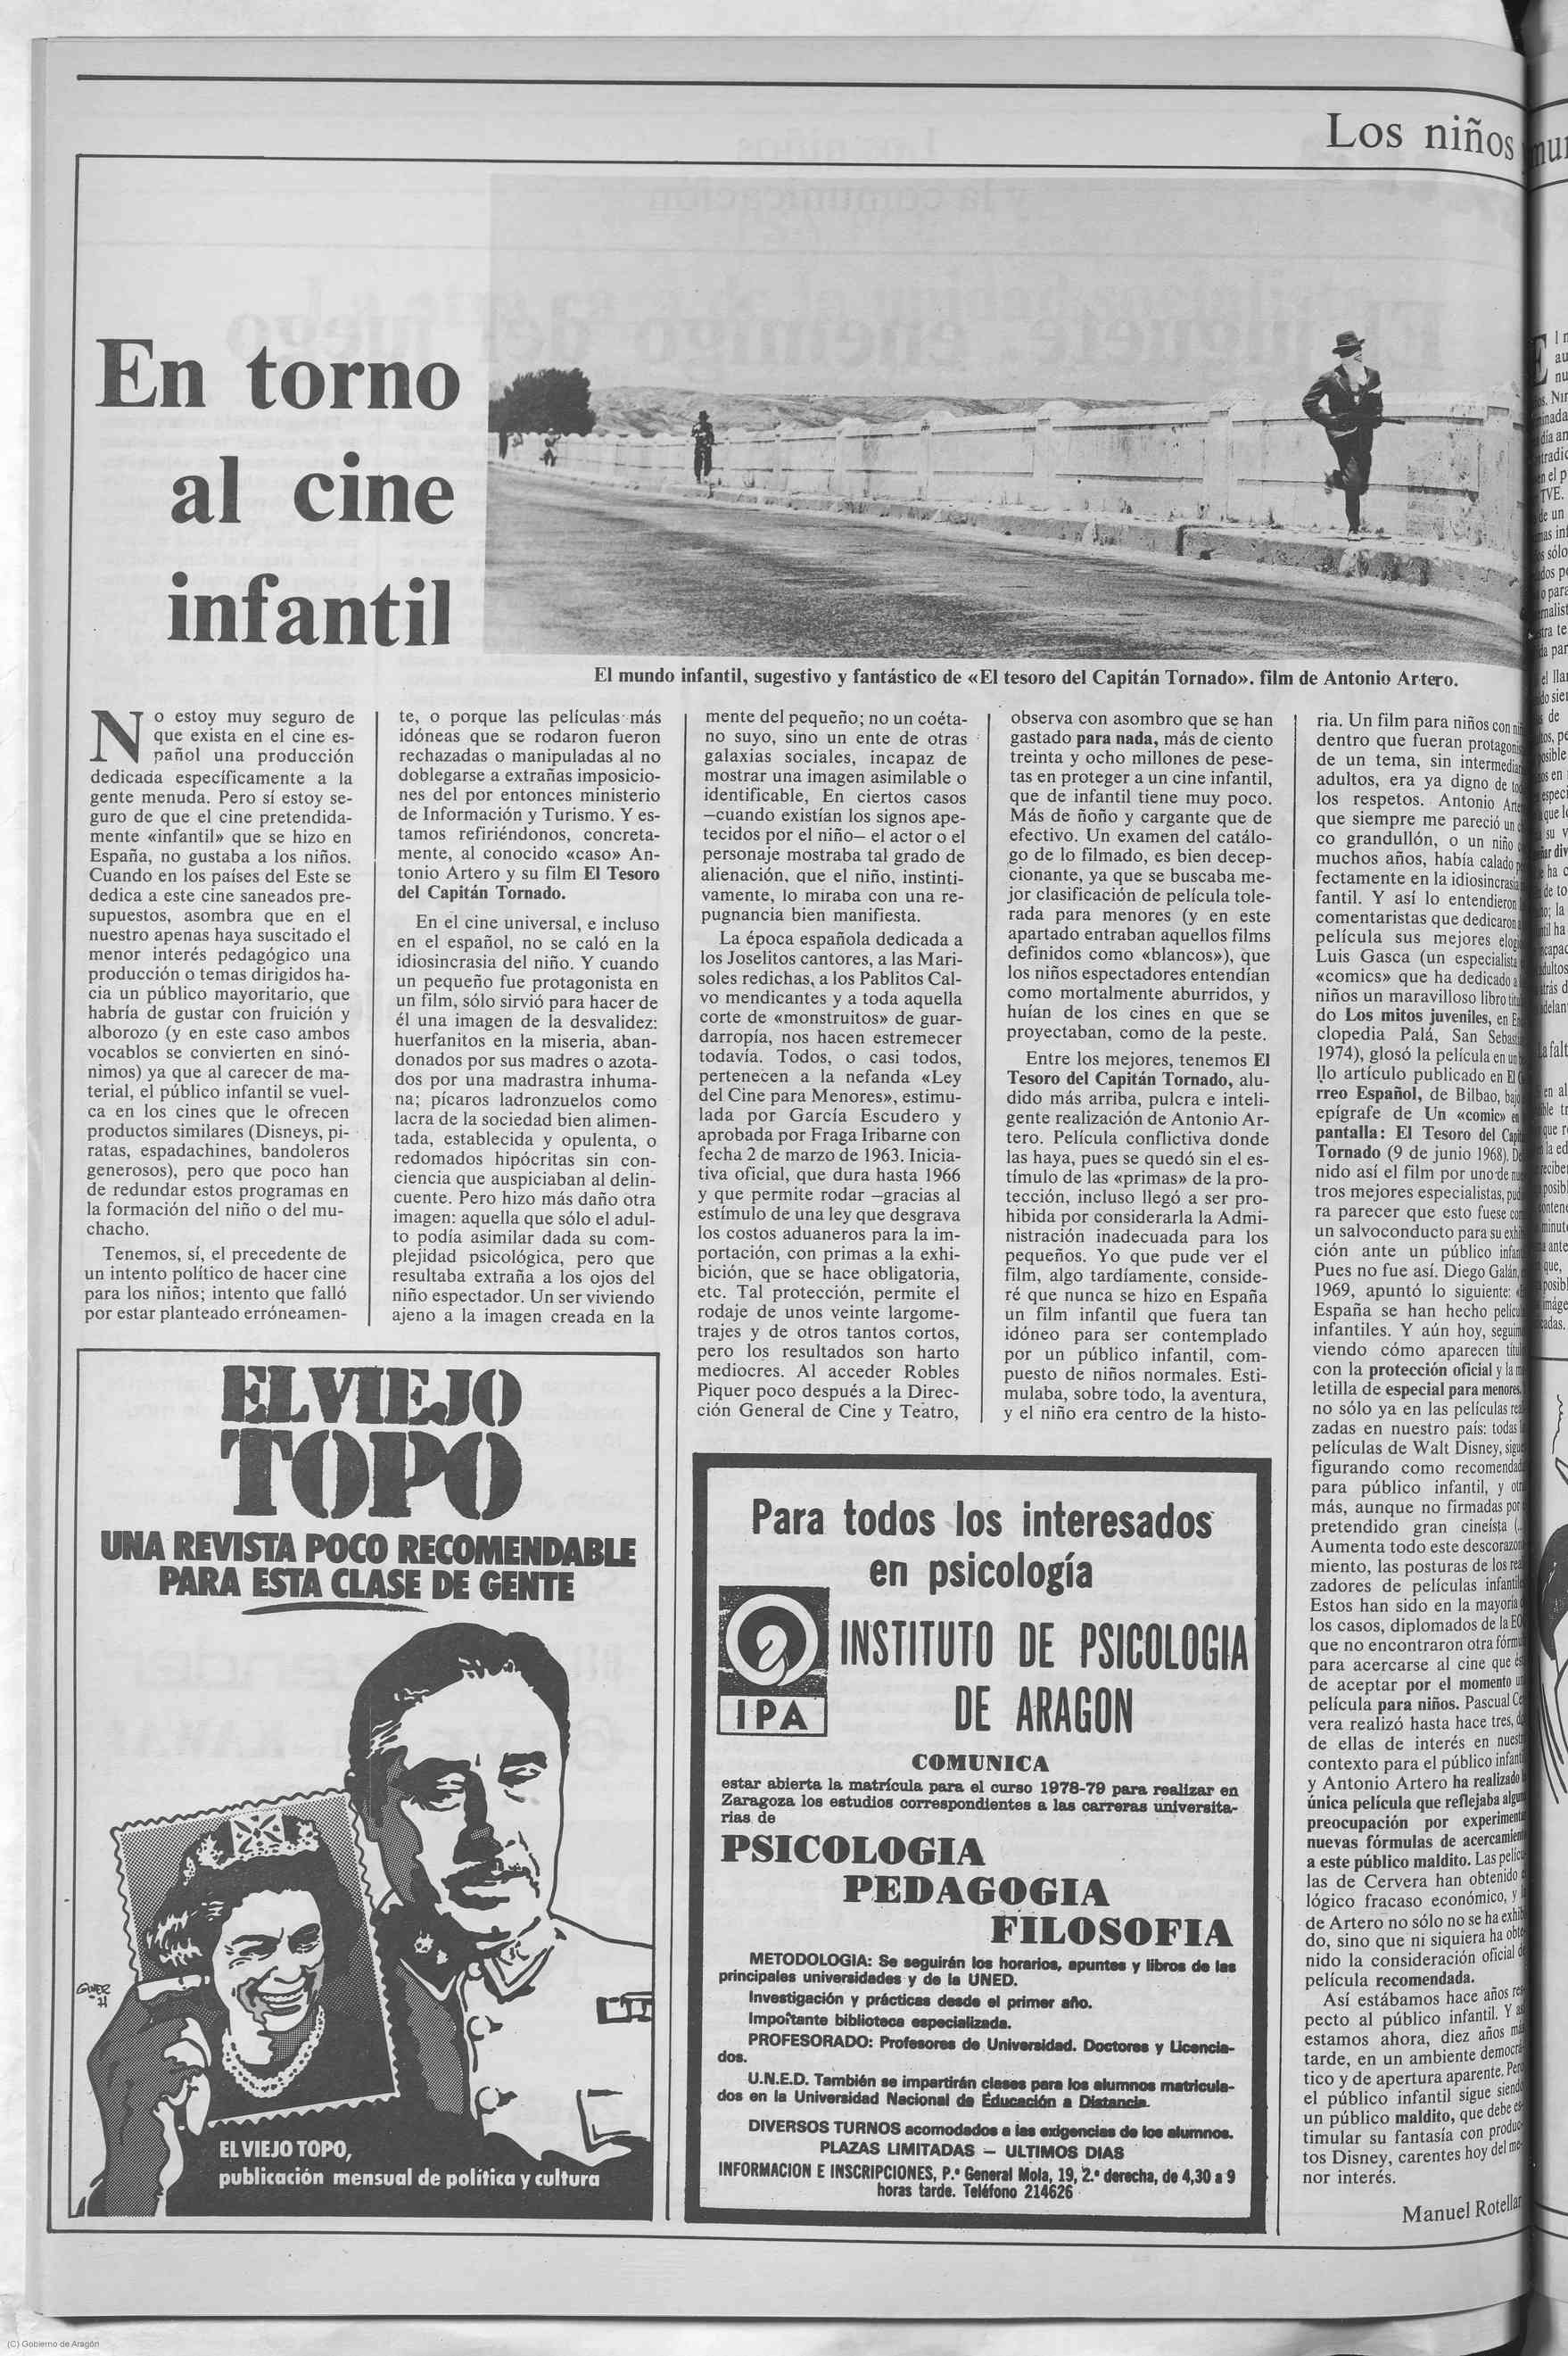 Los niños
En torno
al cine
infantil
El mundo infantil, sugestivo y fantástico de «El tesoro del Capitán Tornado». film de Antonio Artero.
No estoy muy seguro de
que exista en el cine es-
pañol una producción
dedicada específicamente a la
gente menuda. Pero sí estoy se-
guro de que el cine pretendida-
mente «infantil» que se hizo en
España, no gustaba a los niños.
Cuando en los países del Este se
dedica a este cine saneados pre-
supuestos, asombra que en el
nuestro apenas haya suscitado el
menor interés pedagógico una
producción o temas dirigidos ha-
cia un público mayoritario, que
habría de gustar con fruición y
alborozo (y en este caso ambos
vocablos se convierten en sinó-
nimos) ya que al carecer de ma-
terial, el público infantil se vuel-
ca en los cines que le ofrecen
productos similares (Disneys, pi-
ratas, espadachines, bandoleros
generosos), pero que poco han
de redundar estos programas en
la formación del niño o del mu-
chacho.
Tenemos, sí, el precedente de
un intento político de hacer cine
para los niños; intento que falló
por estar planteado erróneamen-
te, o porque las películas más
idóneas que se rodaron fueron
rechazadas o manipuladas al no
doblegarse a extrañas imposicio-
nes del por entonces ministerio
de Información y Turismo. Y es-
tamos refiriéndonos, concreta-
mente, al conocido «caso» An-
tonio Artero y su film El Tesoro
del Capitán Tornado.
En el cine universal, e incluso
en el español, no se caló en la
idiosincrasia del niño. Y cuando
un pequeño fue protagonista en
un film, sólo sirvió para hacer de
él una imagen de la desvalidez:
huerfanitos en la miseria, aban-
donados por sus madres o azota-
dos por una madrastra inhuma-
na; pícaros ladronzuelos como
lacra de la sociedad bien alimen-
tada, establecida y opulenta, o
redomados hipócritas sin con-
ciencia que auspiciaban al delin-
cuente. Pero hizo más daño otra
imagen: aquella que sólo el adul-
to podía asimilar dada su com-
plejidad psicológica, pero que
resultaba extraña a los ojos del
niño espectador. Un ser viviendo
ajeno a la imagen creada en la
mente del pequeño; no un coéta-
no suyo, sino un ente de otras
galaxias sociales, incapaz de
mostrar una imagen asimilable o
identificable, En ciertos casos
—cuando existían los signos ape-
tecidos por el niño— el actor o el
personaje mostraba tal grado de
alienación, que el niño, instinti-
vamente, lo miraba con una re-
pugnancia bien manifiesta.
La época española dedicada a
los Joselitos cantores, a las Mari-
soles redichas, a los Pablitos Cal-
vo mendicantes y a toda aquella
corte de «monstruitos» de guar-
darropía, nos hacen estremecer
todavía. Todos, o casi todos,
pertenecen a la nefanda «Ley
del Cine para Menores», estimu-
lada por García Escudero y
aprobada por Fraga Iribarne con
fecha 2 de marzo de 1963. Inicia-
tiva oficial, que dura hasta 1966
y que permite rodar —gracias al
estímulo de una ley que desgrava
los costos aduaneros para la im-
portación, con primas a la exhi-
bición, que se hace obligatoria,
etc. Tal protección, permite el
rodaje de unos veinte largome-
trajes y de otros tantos cortos,
pero los resultados son harto
mediocres. Al acceder Robles
Piquer poco después a la Direc-
ción General de Cine y Teatro,
observa con asombro que se han
gastado para nada, más de ciento
treinta y ocho millones de pese-
tas en proteger a un cine infantil,
que de infantil tiene muy poco.
Más de ñoño y cargante que de
efectivo. Un examen del catálo-
go de lo filmado, es bien decep-
cionante, ya que se buscaba me-
jor clasificación de película tole-
rada para menores (y en este
apartado entraban aquellos films
definidos como «blancos»), que
los niños espectadores entendían
como mortalmente aburridos, y
huían de los cines en que se
proyectaban, como de la peste.
Entre los mejores, tenemos El
Tesoro del Capitán Tornado, alu-
dido más arriba, pulcra e inteli-
gente realización de Antonio Ar-
tero. Película conflictiva donde
las haya, pues se quedó sin el es-
tímulo de las «primas» de la pro-
tección, incluso llegó a ser pro-
hibida por considerarla la Admi-
nistración inadecuada para los
pequeños. Yo que pude ver el
film, algo tardíamente, conside-
ré que nunca se hizo en España
un film infantil que fuera tan
idóneo para ser contemplado
por un público infantil, com-
puesto de niños normales. Esti-
mulaba, sobre todo, la aventura,
y el niño era centro de la histo-
ria. Un film para niños con
dentro que fueran
de un tema, sin
adultos, era ya digno de
los respetos. Antonio
que siempre me pareció un
co grandullón, o un niño
muchos años, había calado
fectamente en la idiosincrasia
fantil. Y así lo entendieron
comentaristas que dedicaron
película sus mejores
Luis Gasca (un especialista
«comics» que ha dedicado a
niños un maravilloso libro
do Los mitos juveniles, en
clopedia Palá, San
1974), glosó la película en un
llo artículo publicado en El
rreo Español, de Bilbao, bajo
epígrafe de Un «comic» en
pantalla: El Tesoro del
Tornado (9 de junio 1968).
nido así el film por uno de
tros mejores especialistas,
ra parecer que esto fuese
un salvoconducto para su
ción ante un público
Pues no fue así. Diego Galán,
1969, apuntó lo siguiente:
España se han hecho
infantiles. Y aún hoy,
viendo cómo aparecen
con la protección oficial y la
letilla de especial para menores,
no sólo ya en las películas
zadas en nuestro país: todas
películas de Walt Disney,
figurando como
para público infantil, y
más, aunque no firmadas por
pretendido gran cineísta
Aumenta todo este
miento, las posturas de los
zadores de películas
Estos han sido en la mayoría
los casos, diplomados de la
que no encontraron otra
para acercarse al cine que
de aceptar por el momento
película para niños. Pascual
vera realizó hasta hace tres,
de ellas de interés en
contexto para el público
y Antonio Artero ha realizado
única película que reflejaba
preocupación por
nuevas fórmulas de
a este público maldito. Las
las de Cervera han obtenido
lógico fracaso económico, y
de Artero no sólo no se ha
do, sino que ni siquiera ha
nido la consideración oficial
película recomendada.
Así estábamos hace años
pecto al público infantil. Y
estamos ahora, diez años más
tarde, en un ambiente democrá-
tico y de apertura aparente. Pero
el público infantil sigue siendo
un público maldito, que debe es-
timular su fantasía con produc-
tos Disney, carentes hoy del me-
nor interés.
Manuel Rotellar
EL VIEJO
TOPO
UNA REVISTA POCO RECOMENDABLE
PARA ESTA CLASE DE GENTE
EL VIEJO TOPO,
publicación mensual de política y cultura
Para todos los interesados
en psicología
IPA
INSTITUTO DE PSICOLOGIA
DE ARAGON
COMUNICA
estar abierta la matrícula para el curso 1978-79 para realizar en
Zaragoza los estudios correspondientes a las carreras universita-
rias de
PSICOLOGIA
PEDAGOGIA
FILOSOFIA
METODOLOGIA: Se seguirán los horarios, apuntes y libros de las
principales universidades y de la UNED.
Investigación y prácticas desde el primer año.
Importante biblioteca especializada.
PROFESORADO: Profesores de Universidad. Doctores y Licencia-
dos.
U.N.E.D. También se impartirán clases para los alumnos matricula-
dos en la Universidad Nacional de Educación a Distancia.
DIVERSOS TURNOS acomodados a las exigencias de los alumnos.
PLAZAS LIMITADAS — ULTIMOS DIAS
INFORMACION E INSCRIPCIONES, P.º General Mola, 19, 2.º derecha, de 4,30 a 9
horas tarde. Teléfono 214626
(C) Gobierno de Aragón